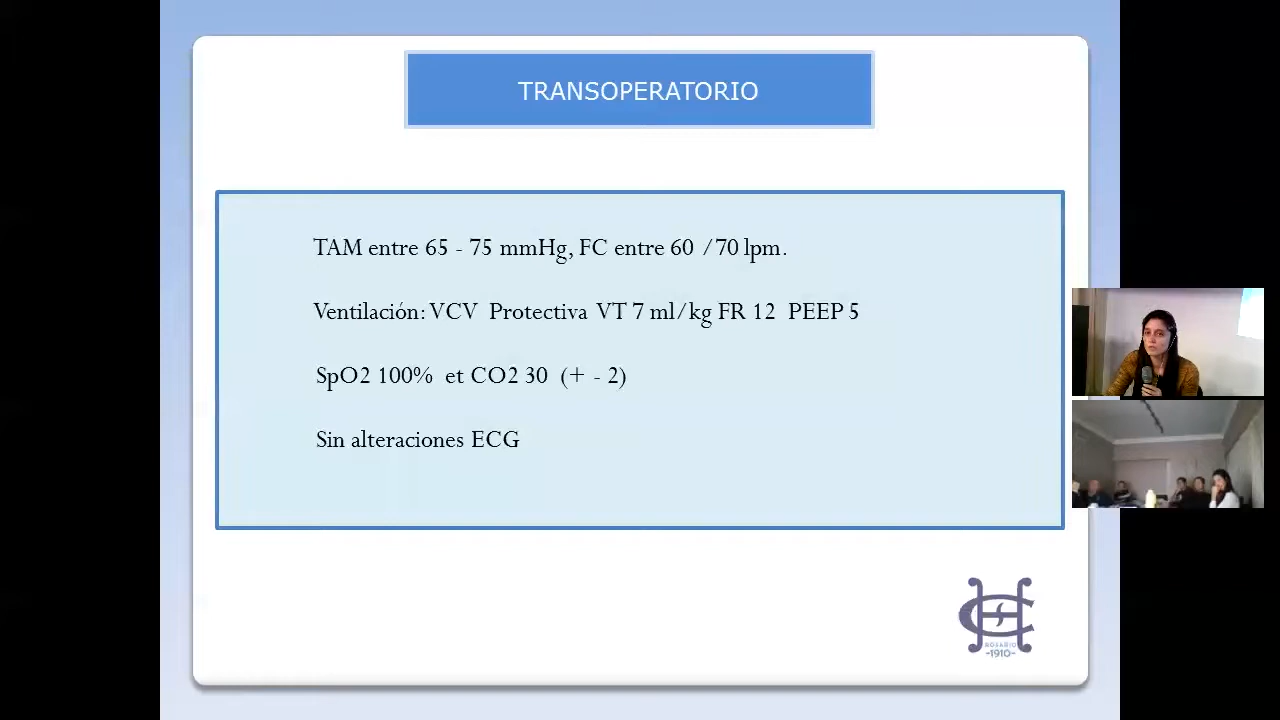 TRANSOPERATORIO
TAM entre 65 - 75 mmHg, FC entre 60 /70 lpm.
Ventilación: VCV Protectiva VT 7 ml/kg FR 12 PEEP 5
SpO2 100% et CO2 30 (+ - 2)
Sin alteraciones ECG
ROSARIO
-1910-